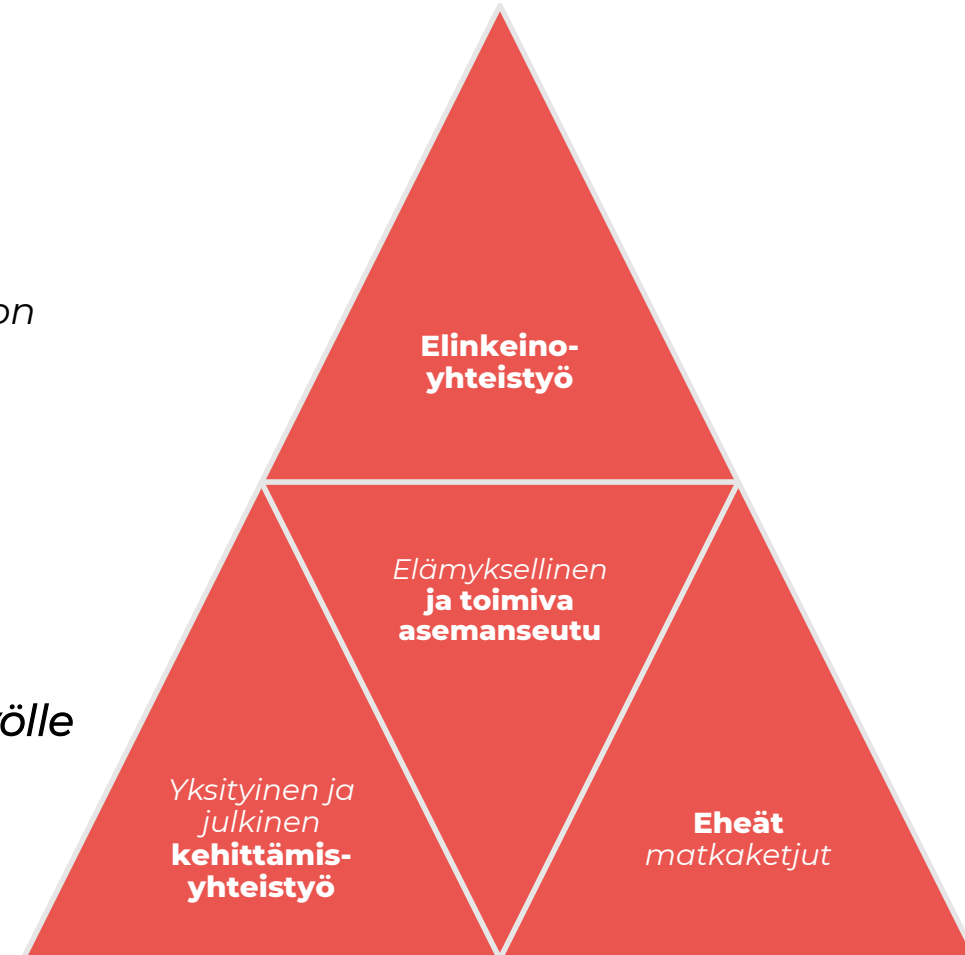 on
Elinkeino-
yhteistyö
Elämyksellinen
ja toimiva
asemanseutu
ölle
Yksityinen ja
julkinen
kehittämis-
yhteistyö
Eheät
matkaketjut